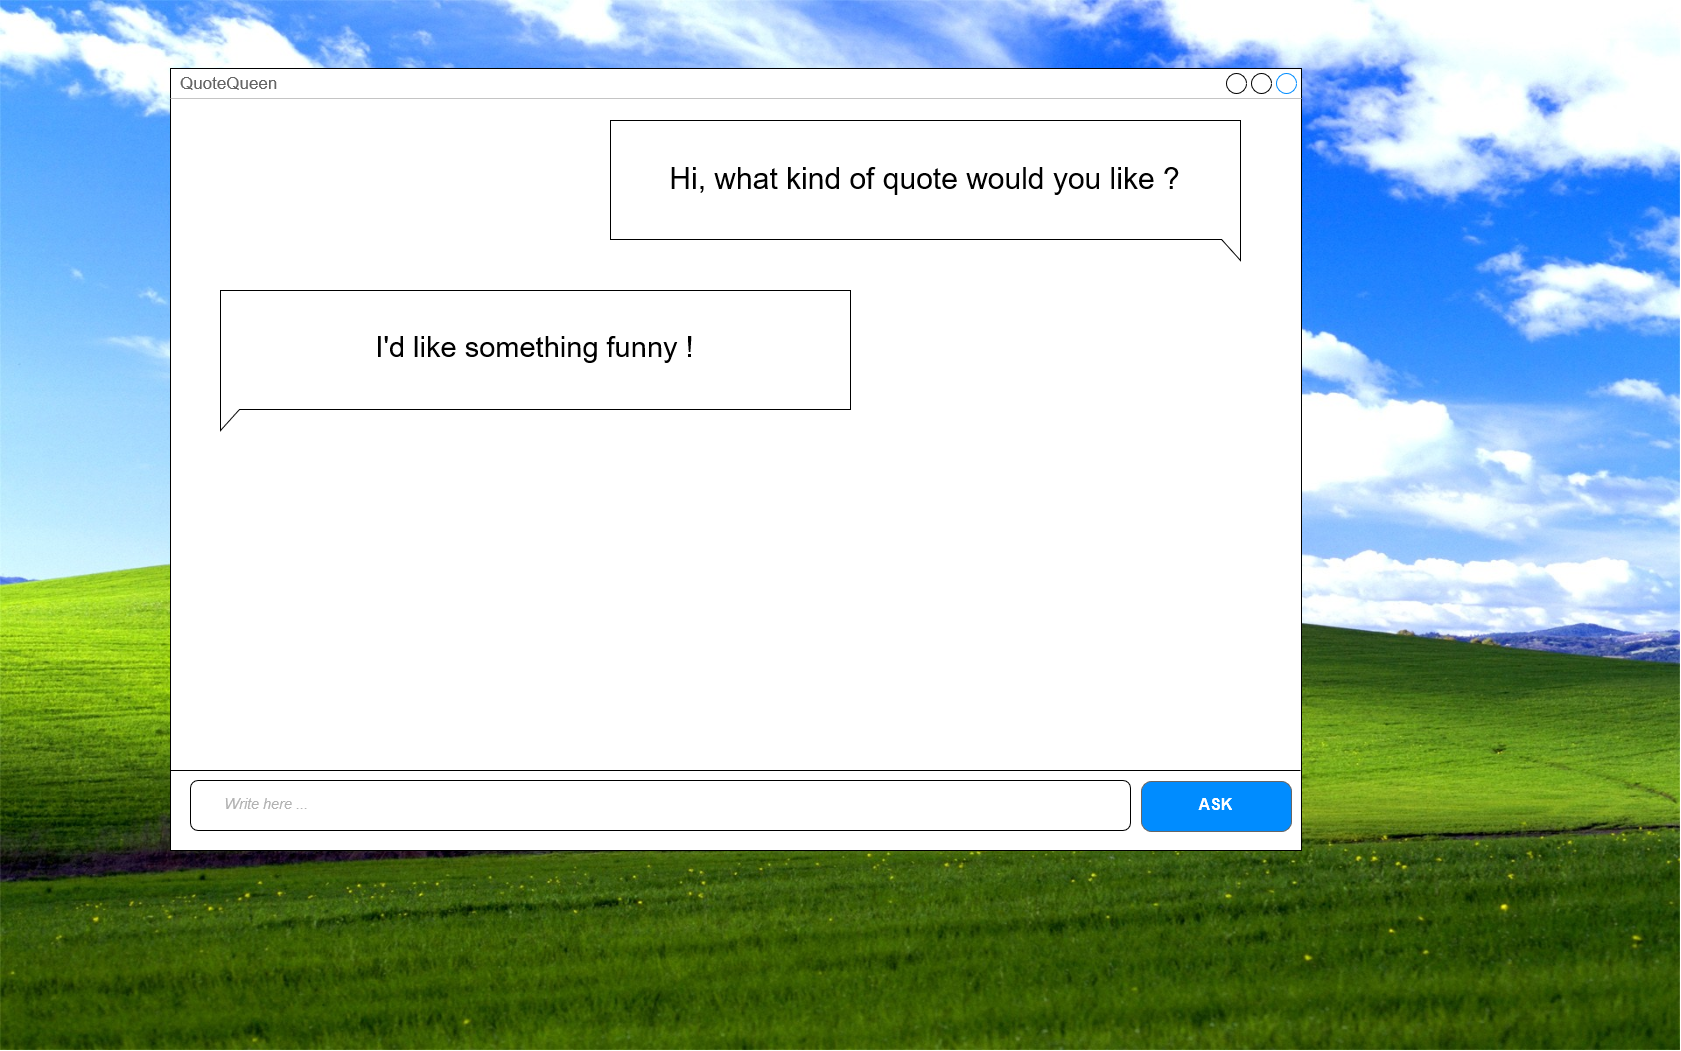 QuoteQueen
Hi, what kind of quote would you like ?
I'd like something funny !
Write here ...
ASK